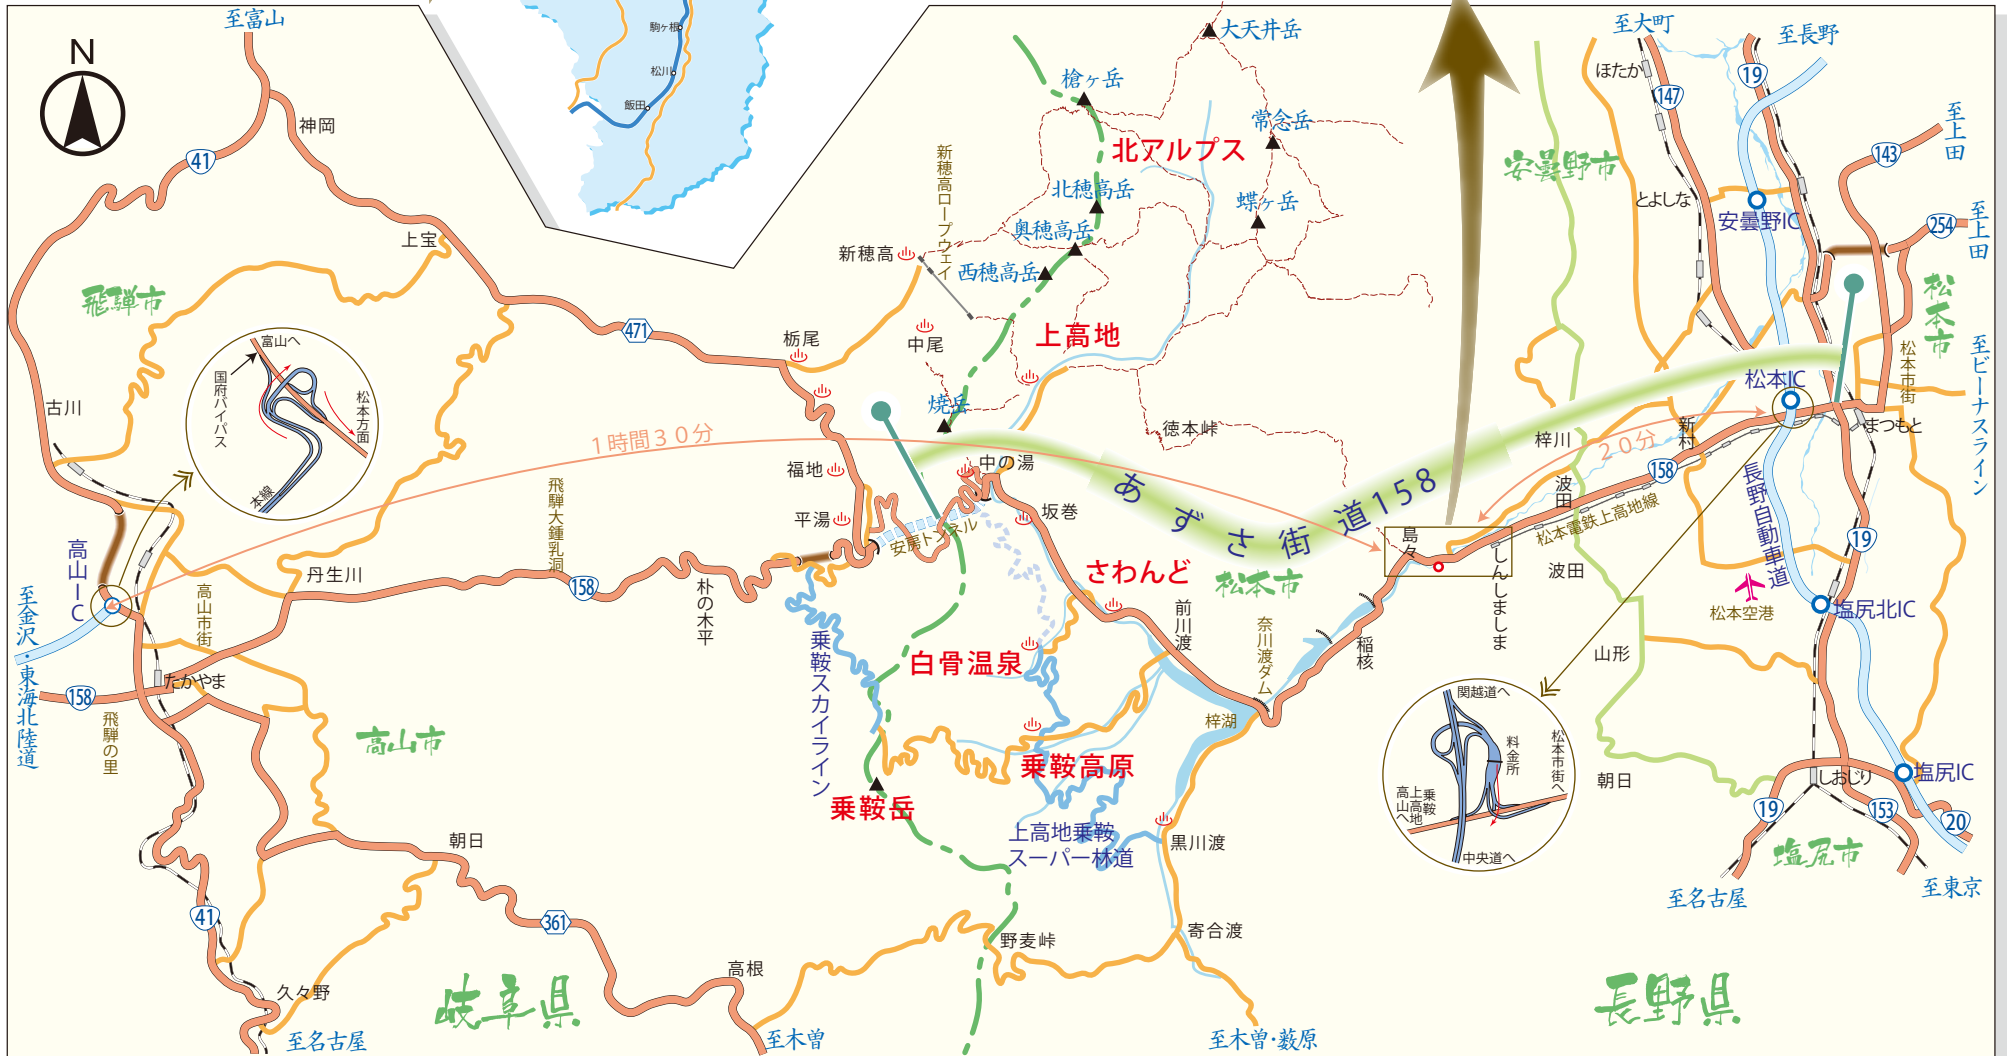 至富山
N
神岡
41
上宝
飛騨市
471
古川
富山へ
国府バイパス
松本方面
本線
高山IC
至金沢・東海北陸道
高山市街
158
たかやま
飛騨の里
丹生川
飛騨大鍾乳洞
158
朴の木平
高山市
朝日
41
361
久々野
高根
岐阜県
至名古屋
至木曽
駒ヶ根
松川
飯田
大天井岳
槍ヶ岳
常念岳
北アルプス
北穂高岳
蝶ヶ岳
奥穂高岳
西穂高岳
新穂高ロープウェイ
新穂高
中尾
栃尾
上高地
焼岳
徳本峠
1時間30分
福地
平湯
中の湯
安房トンネル
坂巻
あずさ街道158
さわんど
松本市
前川渡
奈川渡ダム
稲核
白骨温泉
乗鞍スカイライン
梓湖
乗鞍高原
乗鞍岳
上高地乗鞍
スーパー林道
黒川渡
野麦峠
寄合渡
至木曽・薮原
至大町
至長野
ほたか
19
147
至上田
143
安曇野市
とよしな
安曇野IC
至上田
254
松本市
松本市街
至ビーナスライン
松本IC
まつもと
梓川
新村
20分
158
波田
松本電鉄上高地線
長野自動車道
19
島々
しんしましま
波田
松本空港
塩尻北IC
山形
関越道へ
料金所
松本市街へ
乗鞍
上高地
高山へ
中央道へ
朝日
しおじり
塩尻IC
19
153
20
塩尻市
至名古屋
至東京
長野県